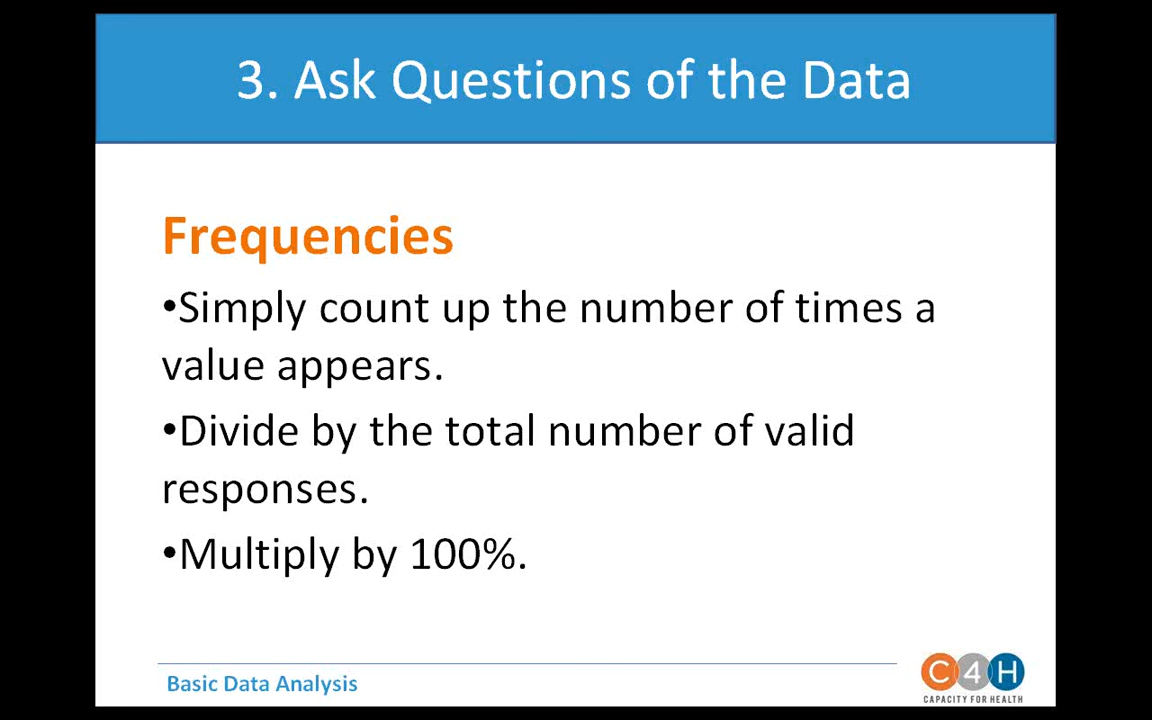 3. Ask Questions of the Data
Frequencies
•Simply count up the number of times a
value appears.
•Divide by the total number of valid
responses.
•Multiply by 100%.
Basic Data Analysis
C4H
CAPACITY FOR HEALTH